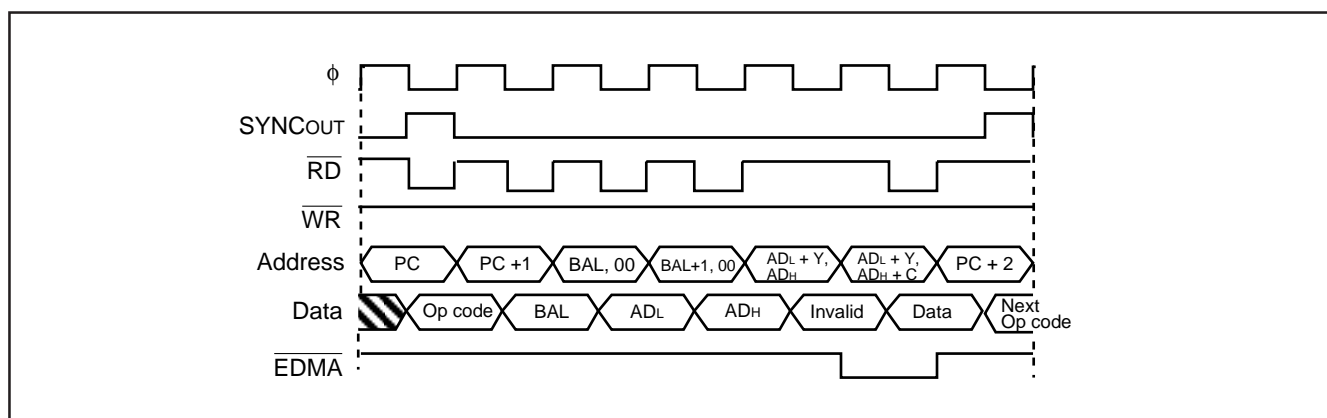 φ
SYNCOUT
RD
WR
Address PC PC +1 BAL, 00 BAL+1, 00 ADL + Y, ADH ADL + Y, ADH + C PC + 2
Data Op code BAL ADL ADH Invalid Data Next Op code
EDMA